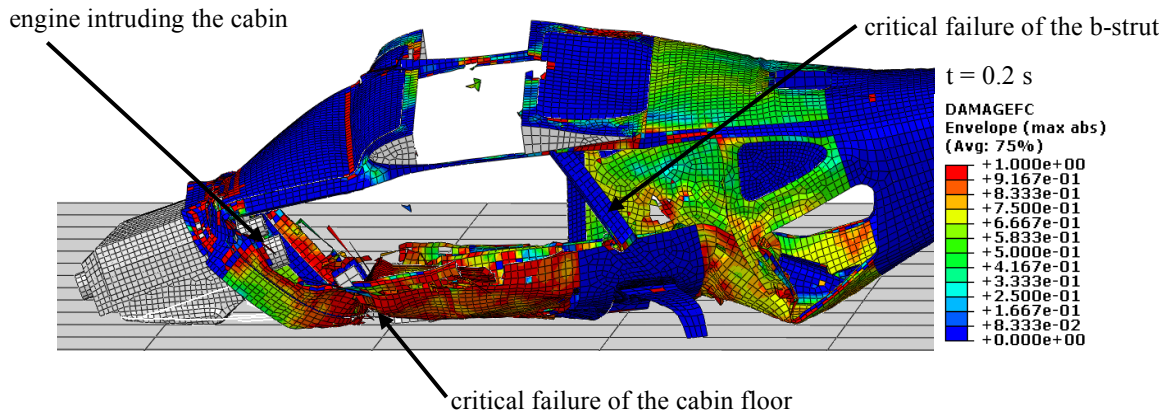 engine intruding the cabin
critical failure of the b-strut
t = 0.2 s
DAMAGEFC
Envelope (max abs)
(Avg: 75%)
+1.000e+00
+9.167e-01
+8.333e-01
+7.500e-01
+6.667e-01
+5.833e-01
+5.000e-01
+4.167e-01
+3.333e-01
+2.500e-01
+1.667e-01
+8.333e-02
+0.000e+00
critical failure of the cabin floor